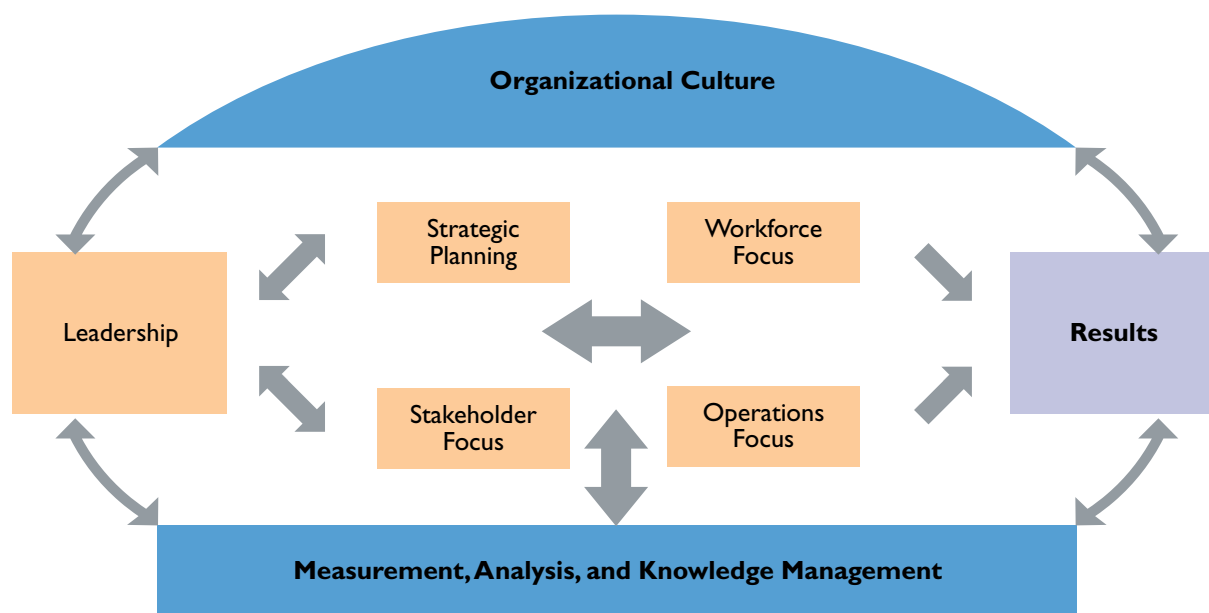 Organizational Culture
Strategic
Planning
Workforce
Focus
Leadership
Results
Stakeholder
Focus
Operations
Focus
Measurement, Analysis, and Knowledge Management